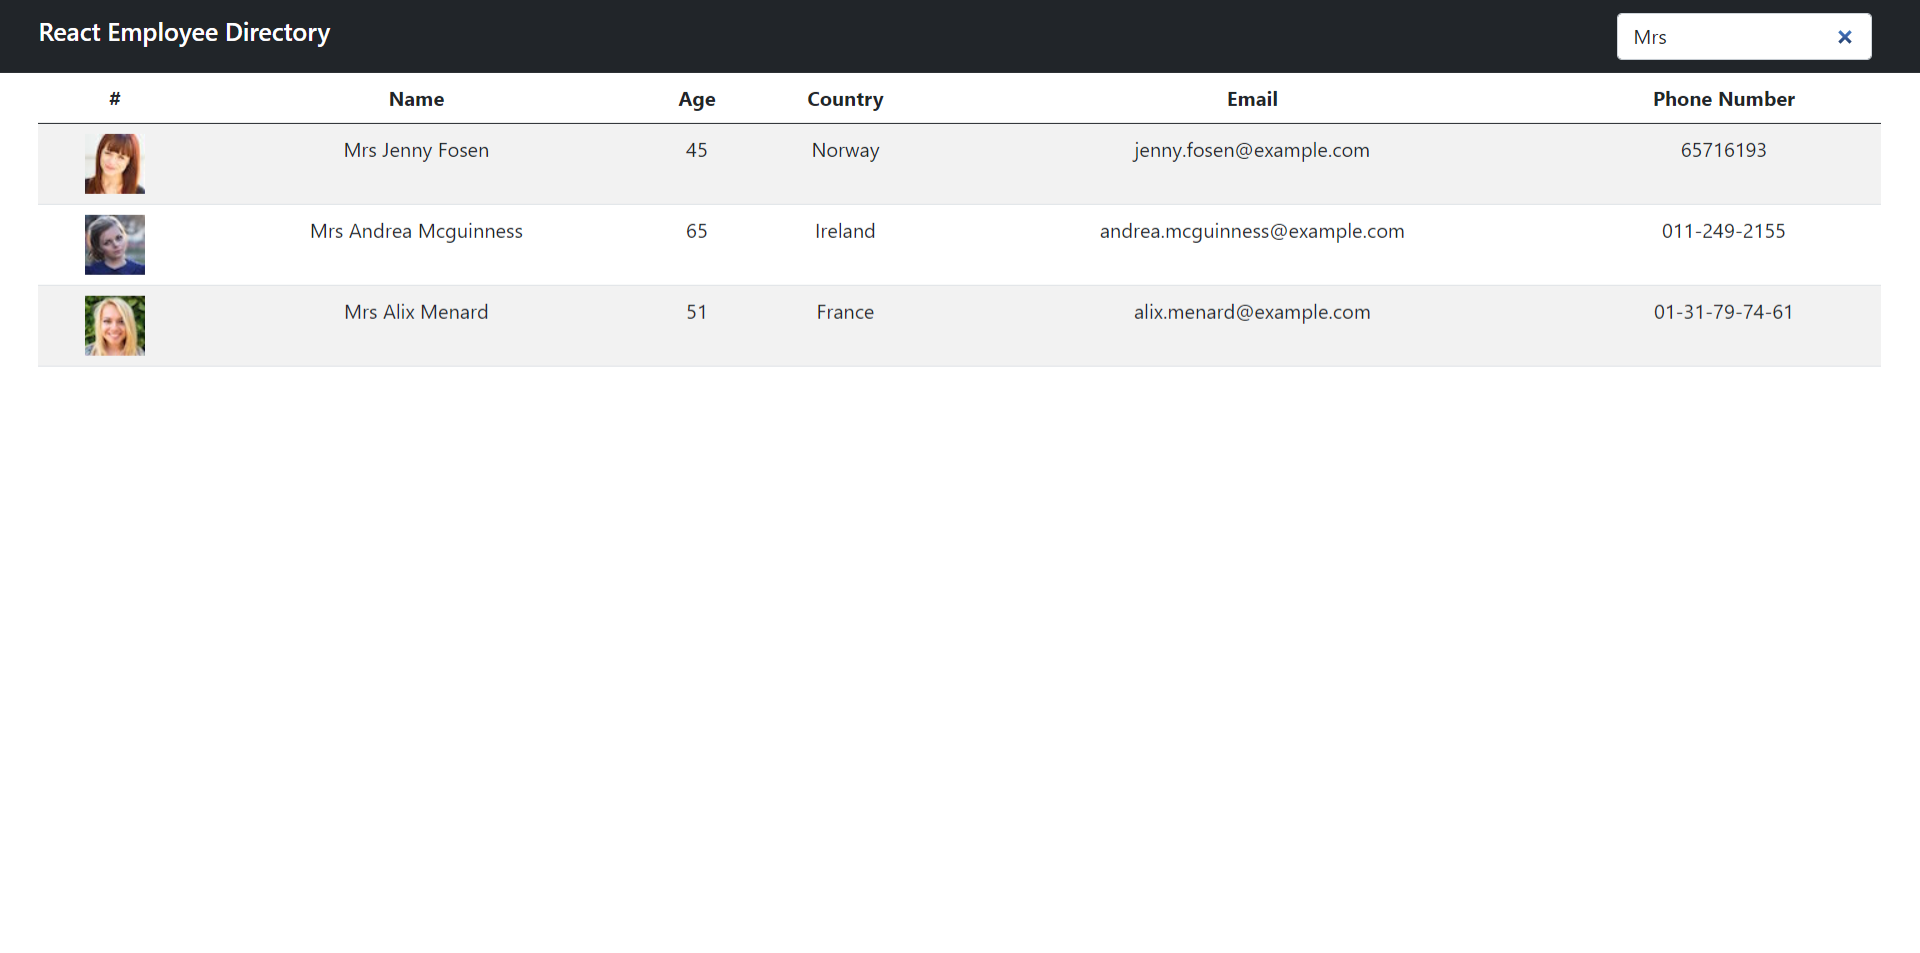 React Employee Directory
Mrs
# Name Age Country Email Phone Number
Mrs Jenny Fosen 45 Norway jenny.fosen@example.com 65716193
Mrs Andrea Mcguinness 65 Ireland andrea.mcguinness@example.com 011-249-2155
Mrs Alix Menard 51 France alix.menard@example.com 01-31-79-74-61